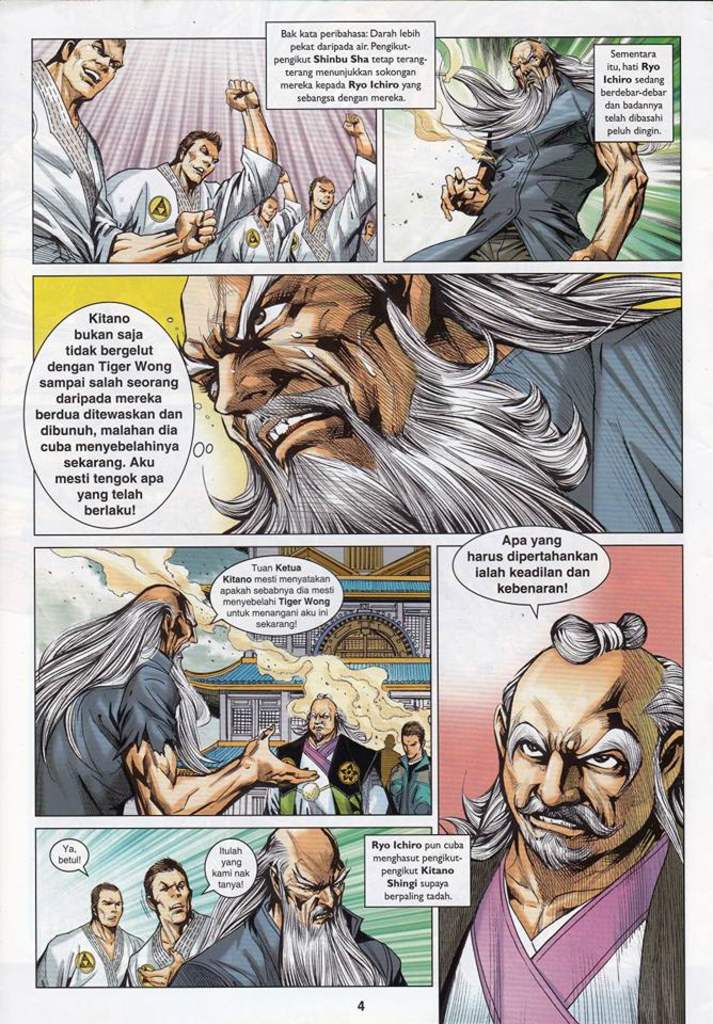 Bak kata peribahasa: Darah lebih
pekat daripada air. Pengikut-
pengikut Shinbu Sha tetap terang-
terang menunjukkan sokongan
mereka kepada Ryo Ichiro yang
sebangsa dengan mereka.
Sementara
itu, hati Ryo
Ichiro sedang
berdebar-debar
dan badannya
telah dibasahi
peluh dingin.
Kitano
bukan saja
tidak bergelut
dengan Tiger Wong
sampai salah seorang
daripada mereka
berdua ditewaskan dan
dibunuh, malahan dia
cuba menyebelahinya
sekarang. Aku
mesti tengok apa
yang telah
berlaku!
Tuan Ketua
Kitano mesti menyatakan
apakah sebabnya dia mesti
menyebelahi Tiger Wong
untuk menangani aku ini
sekarang!
Apa yang
harus dipertahankan
ialah keadilan dan
kebenaran!
Ya,
betul!
Itulah
yang
kami nak
tanya!
Ryo Ichiro pun cuba
menghasut pengikut-
pengikut Kitano
Shingi supaya
berpaling tadah.
4